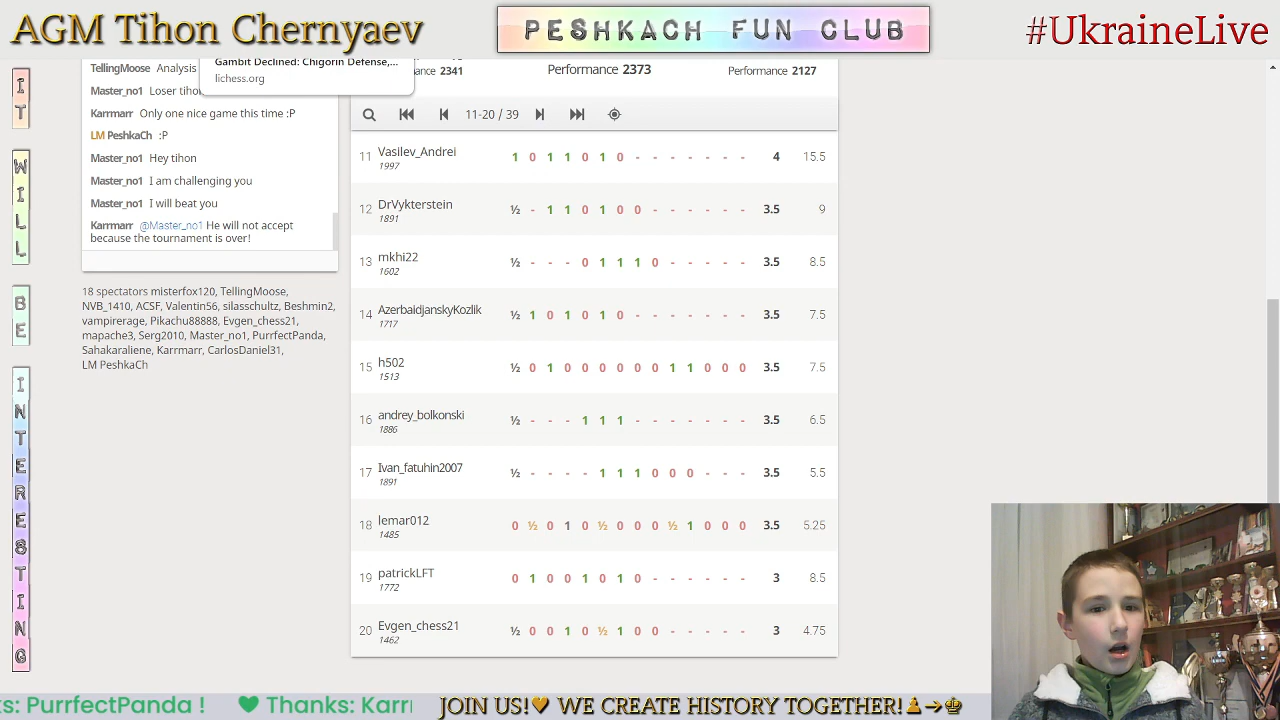 AGM Tihon Chernyaev
PESHKACH FUN CLUB
#UkraineLive
IT
WILL
BE
INTERESTING
Gambit Declined: Chigorin Defense,...
lichess.org
TellingMoose Analysis
Master_no1 Loser tiho
Karrmarr Only one nice game this time :P
LM PeshkaCh :P
Master_no1 Hey tihon
Master_no1 I am challenging you
Master_no1 I will beat you
Karrmarr @Master_no1 He will not accept
because the tournament is over!
18 spectators misterfox120, TellingMoose,
NVB_1410, ACSF, Valentin56, silasschultz, Beshmin2,
vampirerage, Pikachu88888, Evgen_chess21,
mapache3, Serg2010, Master_no1, PurrfectPanda,
Sahakaraliene, Karrmarr, CarlosDaniel31,
LM PeshkaCh
ance 2341 Performance 2373 Performance 2127
11-20 / 39
11 Vasilev_Andrei 1 0 1 1 0 1 0 - - - - - - - 4 15.5
1997
12 DrVykterstein ½ - 1 1 0 1 0 0 - - - - - - 3.5 9
1891
13 mkhi22 ½ - - - 0 1 1 1 0 - - - - - 3.5 8.5
1602
14 AzerbaidjanskyKozlik ½ 1 0 1 0 1 0 - - - - - - - 3.5 7.5
1717
15 h502 ½ 0 1 0 0 0 0 0 0 1 1 0 0 0 3.5 7.5
1513
16 andrey_bolkonski ½ - - - 1 1 1 - - - - - - - 3.5 6.5
1886
17 Ivan_fatuhin2007 ½ - - - - 1 1 1 0 0 0 - - - 3.5 5.5
1891
18 lemar012 0 ½ 0 1 0 ½ 0 0 0 ½ 1 0 0 0 3.5 5.25
1485
19 patrickLFT 0 1 0 0 1 0 1 0 - - - - - - 3 8.5
1772
20 Evgen_chess21 ½ 0 0 1 0 ½ 1 0 0 - - - - - 3 4.75
1462
ks: PurrfectPanda ! Thanks: Karr
JOIN US! WE CREATE HISTORY TOGETHER!